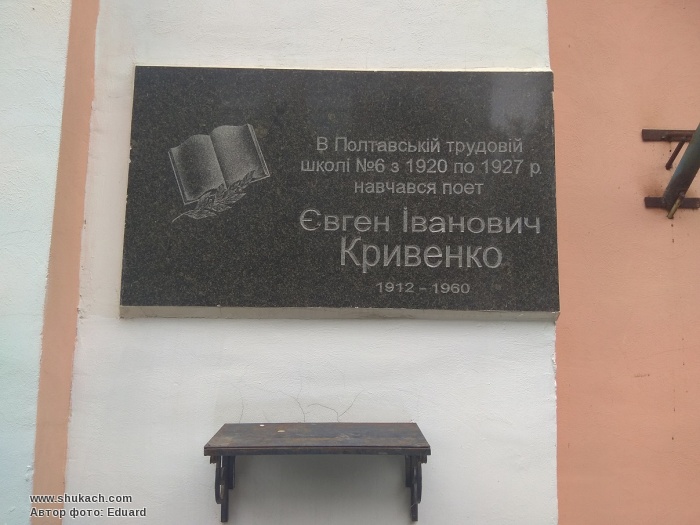 В Полтавській трудовій
школі №6 з 1920 по 1927 р
навчався поет
Євген Іванович
Кривенко
1912 – 1960
www.shukach.com
Автор фото: Eduard